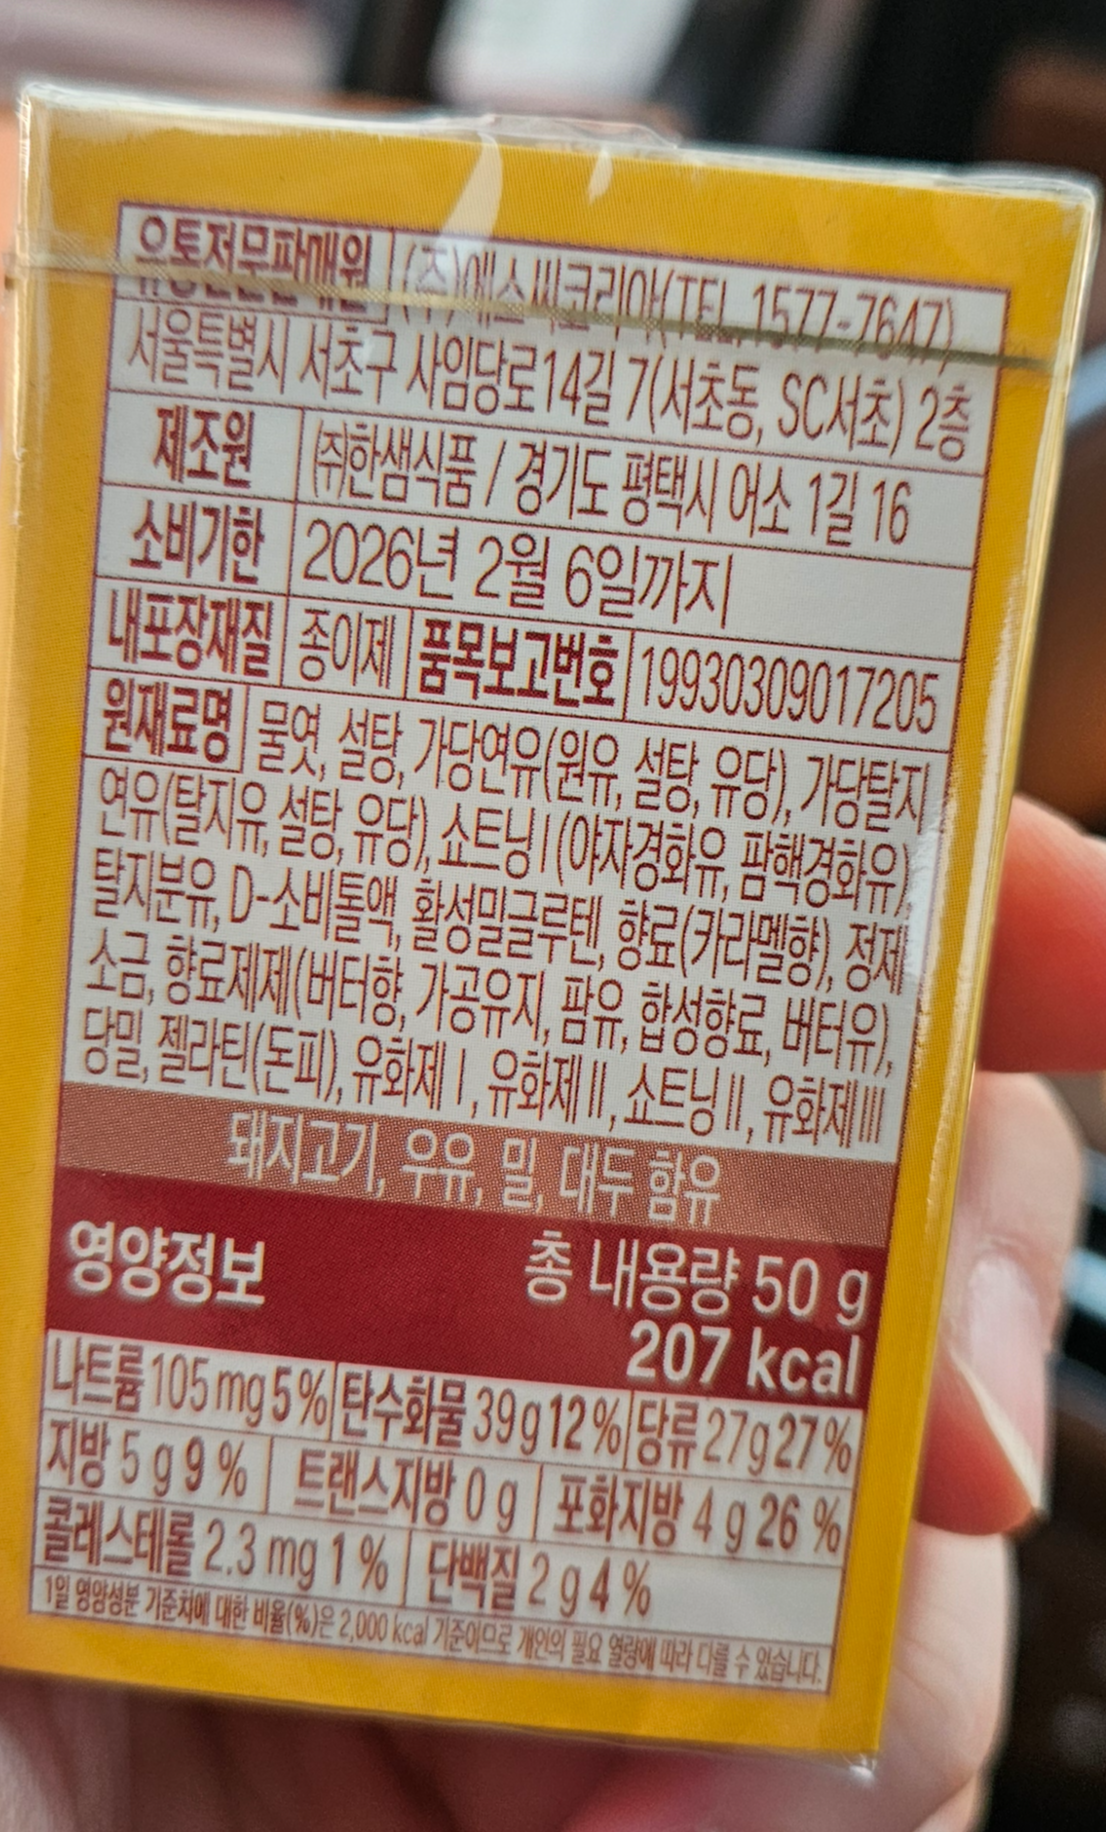 유통전문판매원 (주)에스씨코리아(TEL.1577-7647)
서울특별시 서초구 사임당로14길 7(서초동, SC서초) 2층
제조원 ㈜한샘식품 / 경기도 평택시 어소 1길 16
소비기한 2026년 2월 6일까지
내포장재질 종이제 품목보고번호 19930309017205
원재료명 물엿, 설탕, 가당연유(원유, 설탕, 유당), 가당탈지
연유(탈지유, 설탕, 유당), 쇼트닝Ⅰ(야자경화유, 팜핵경화유),
탈지분유, D-소비톨액, 활성밀글루텐, 향료(카라멜향), 정제
소금, 향료제제(버터향, 가공유지, 팜유, 합성향료, 버터유),
당밀, 젤라틴(돈피), 유화제Ⅰ, 유화제Ⅱ, 쇼트닝Ⅱ, 유화제Ⅲ
돼지고기, 우유, 밀, 대두 함유
영양정보 총 내용량 50 g
207 kcal
나트륨 105 mg 5 % 탄수화물 39 g 12 % 당류 27 g 27 %
지방 5 g 9 % 트랜스지방 0 g 포화지방 4 g 26 %
콜레스테롤 2.3 mg 1 % 단백질 2 g 4 %
1일 영양성분 기준치에 대한 비율(%)은 2,000 kcal 기준이므로 개인의 필요 열량에 따라 다를 수 있습니다.